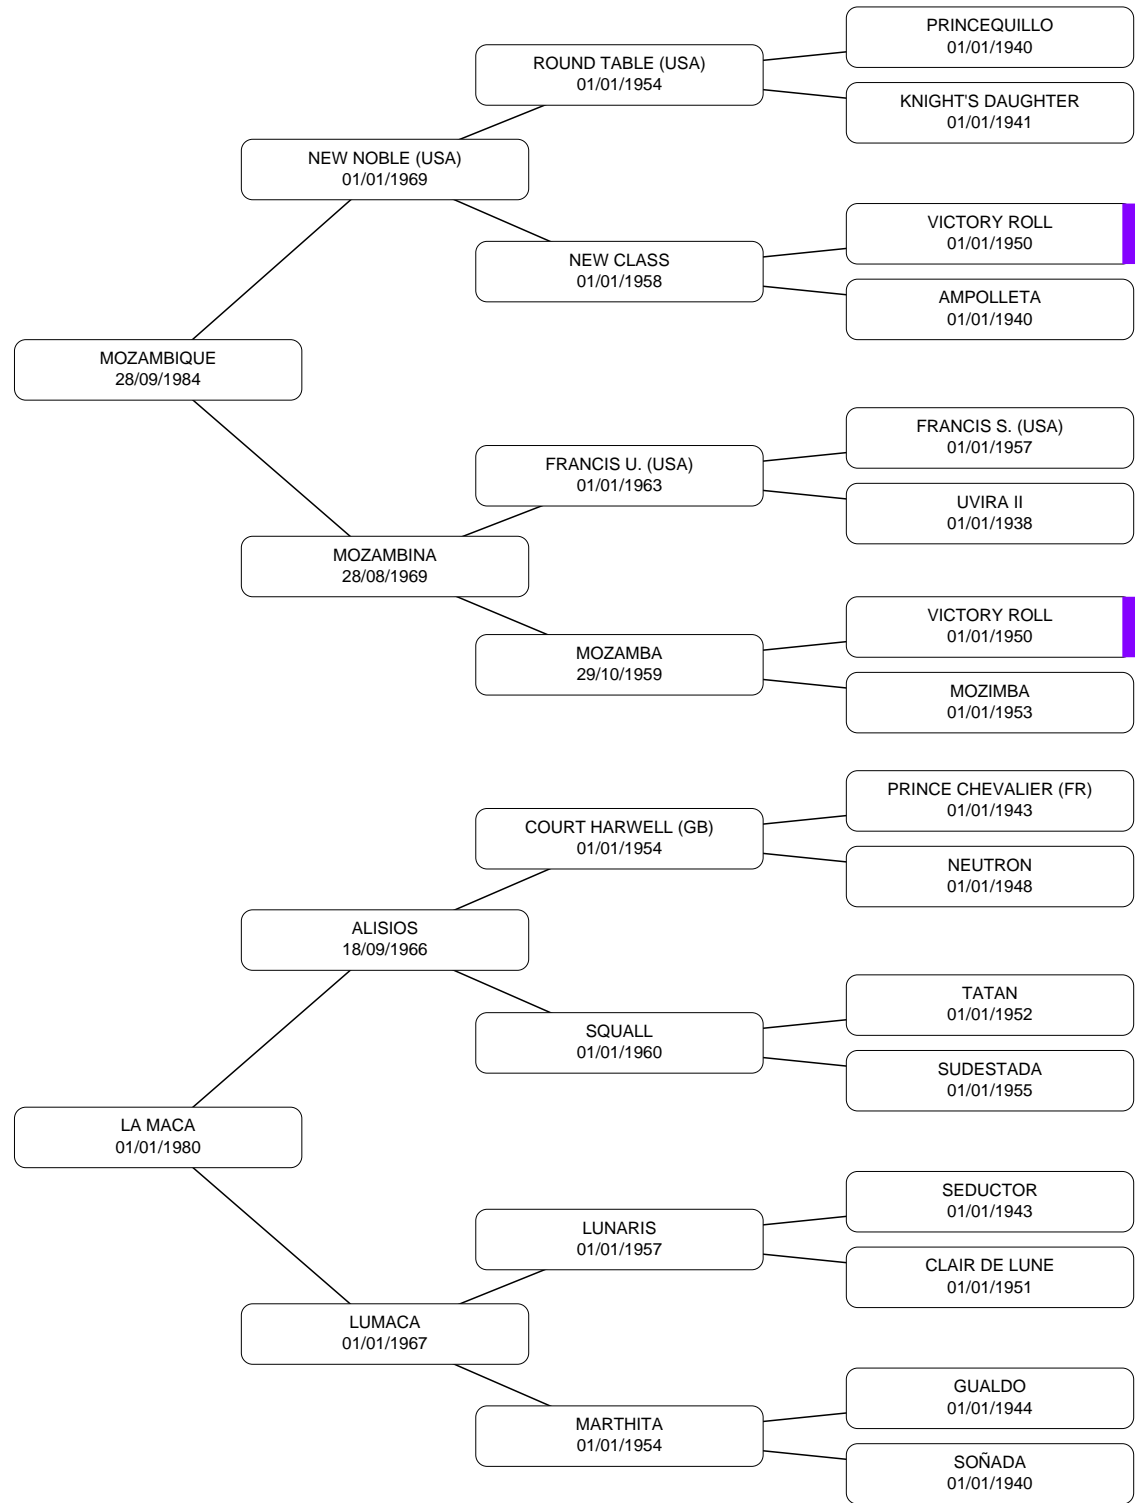 PRINCEQUILLO
01/01/1940
ROUND TABLE (USA)
01/01/1954
KNIGHT'S DAUGHTER
01/01/1941
NEW NOBLE (USA)
01/01/1969
VICTORY ROLL
01/01/1950
NEW CLASS
01/01/1958
AMPOLLETA
01/01/1940
MOZAMBIQUE
28/09/1984
FRANCIS S. (USA)
01/01/1957
FRANCIS U. (USA)
01/01/1963
UVIRA II
01/01/1938
MOZAMBINA
28/08/1969
VICTORY ROLL
01/01/1950
MOZAMBA
29/10/1959
MOZIMBA
01/01/1953
PRINCE CHEVALIER (FR)
01/01/1943
COURT HARWELL (GB)
01/01/1954
NEUTRON
01/01/1948
ALISIOS
18/09/1966
TATAN
01/01/1952
SQUALL
01/01/1960
SUDESTADA
01/01/1955
LA MACA
01/01/1980
SEDUCTOR
01/01/1943
LUNARIS
01/01/1957
CLAIR DE LUNE
01/01/1951
LUMACA
01/01/1967
GUALDO
01/01/1944
MARTHITA
01/01/1954
SOÑADA
01/01/1940